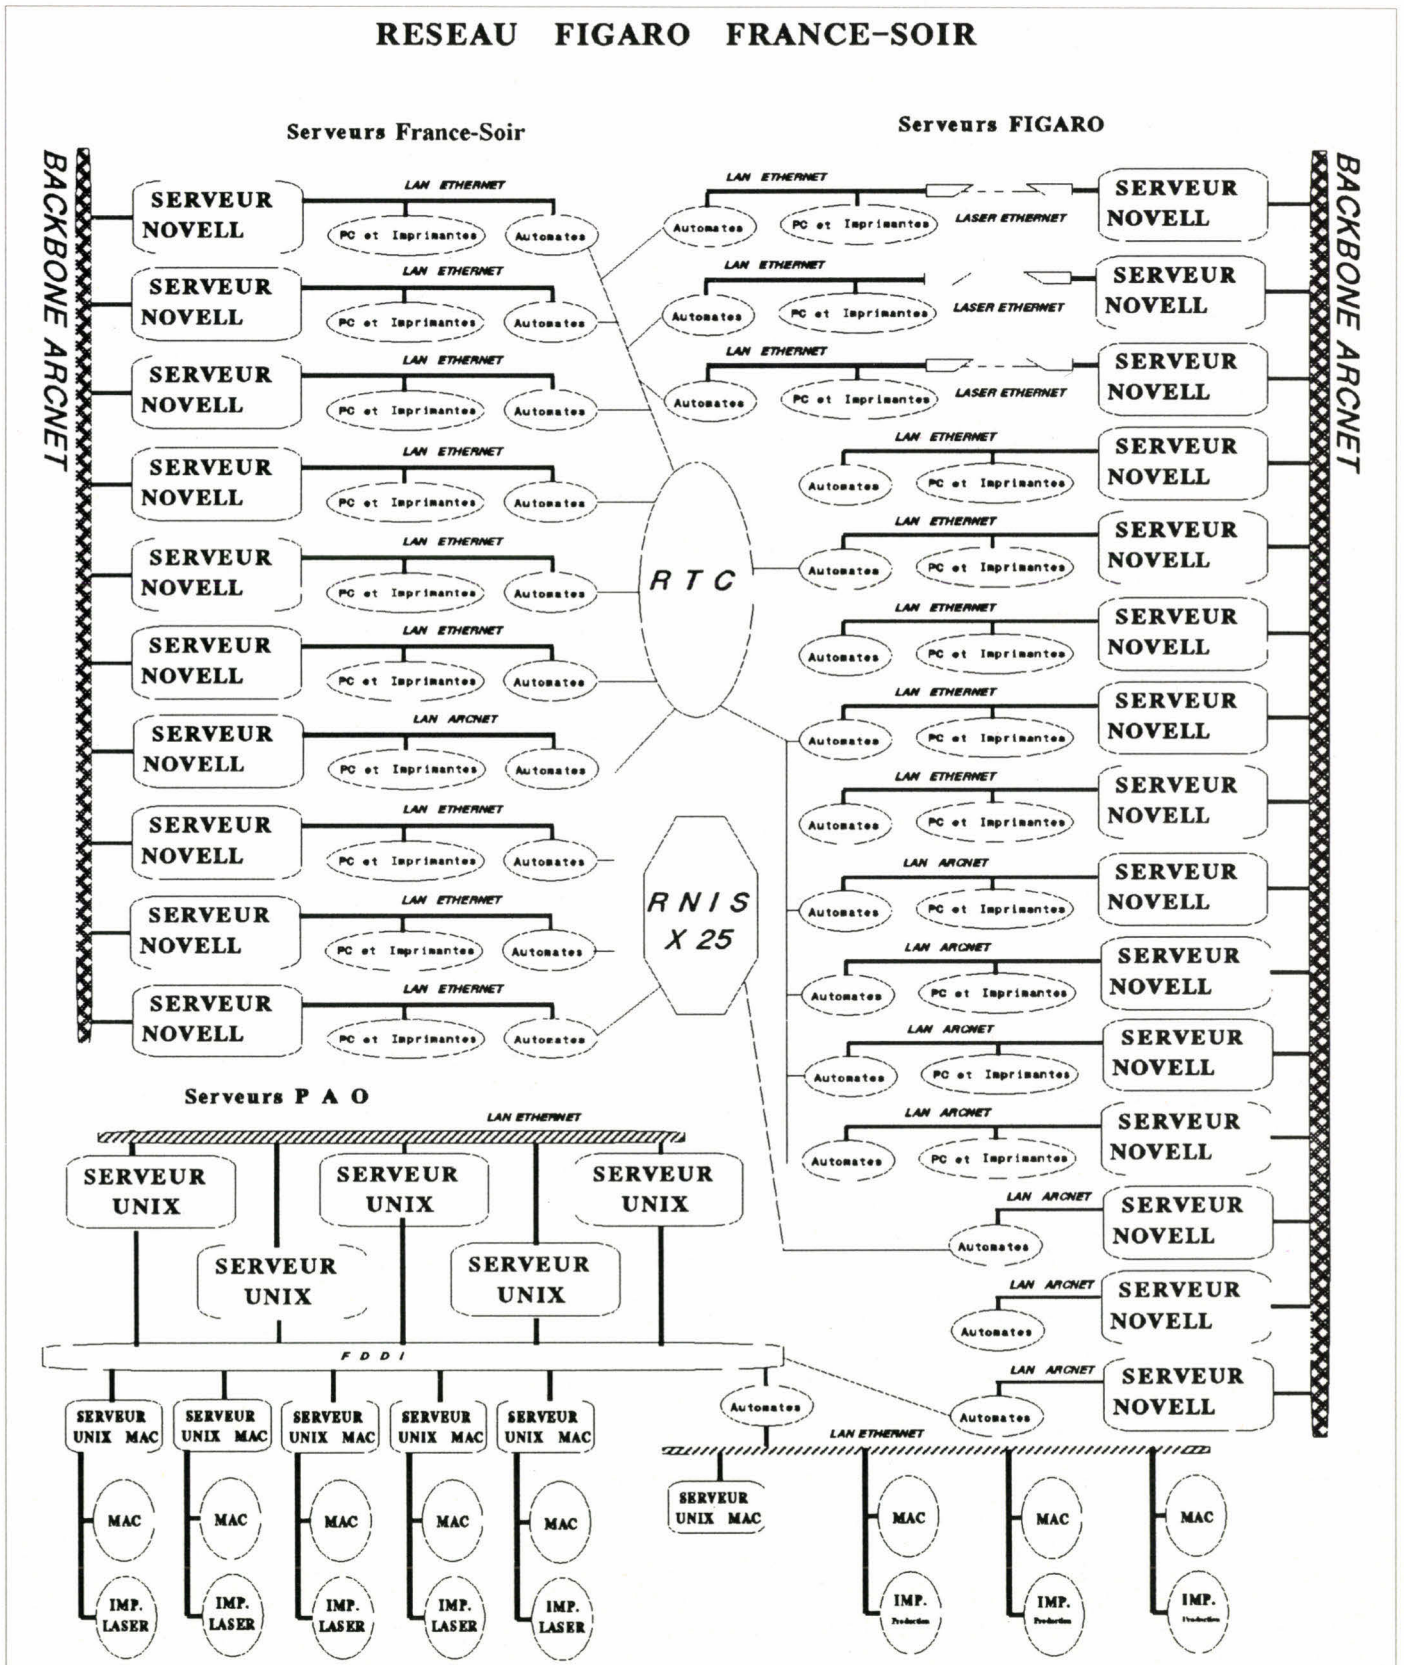 RESEAU FIGARO FRANCE-SOIR
Serveurs France-Soir
Serveurs FIGARO
BACKBONE ARCNET
BACKBONE ARCNET
SERVEUR
NOVELL
LAN ETHERNET
PC et Imprimantes
Automates
SERVEUR
NOVELL
LAN ETHERNET
PC et Imprimantes
Automates
SERVEUR
NOVELL
LAN ETHERNET
PC et Imprimantes
Automates
SERVEUR
NOVELL
LAN ETHERNET
PC et Imprimantes
Automates
SERVEUR
NOVELL
LAN ETHERNET
PC et Imprimantes
Automates
SERVEUR
NOVELL
LAN ETHERNET
PC et Imprimantes
Automates
SERVEUR
NOVELL
LAN ARCNET
PC et Imprimantes
Automates
SERVEUR
NOVELL
LAN ETHERNET
PC et Imprimantes
Automates
SERVEUR
NOVELL
LAN ETHERNET
PC et Imprimantes
Automates
SERVEUR
NOVELL
LAN ETHERNET
PC et Imprimantes
Automates
R T C
R N I S
X 25
LAN ETHERNET
Automates
PC et Imprimantes
LASER ETHERNET
SERVEUR
NOVELL
LAN ETHERNET
Automates
PC et Imprimantes
LASER ETHERNET
SERVEUR
NOVELL
LAN ETHERNET
Automates
PC et Imprimantes
LASER ETHERNET
SERVEUR
NOVELL
LAN ETHERNET
Automates
PC et Imprimantes
SERVEUR
NOVELL
LAN ETHERNET
Automates
PC et Imprimantes
SERVEUR
NOVELL
LAN ETHERNET
Automates
PC et Imprimantes
SERVEUR
NOVELL
LAN ETHERNET
Automates
PC et Imprimantes
SERVEUR
NOVELL
LAN ETHERNET
Automates
PC et Imprimantes
SERVEUR
NOVELL
LAN ARCNET
Automates
PC et Imprimantes
SERVEUR
NOVELL
LAN ARCNET
Automates
PC et Imprimantes
SERVEUR
NOVELL
LAN ARCNET
Automates
PC et Imprimantes
SERVEUR
NOVELL
LAN ARCNET
Automates
PC et Imprimantes
SERVEUR
NOVELL
LAN ARCNET
Automates
SERVEUR
NOVELL
LAN ARCNET
Automates
SERVEUR
NOVELL
LAN ARCNET
Automates
SERVEUR
NOVELL
Serveurs P A O
LAN ETHERNET
SERVEUR
UNIX
SERVEUR
UNIX
SERVEUR
UNIX
SERVEUR
UNIX
SERVEUR
UNIX
F D D I
SERVEUR
UNIX MAC
SERVEUR
UNIX MAC
SERVEUR
UNIX MAC
SERVEUR
UNIX MAC
SERVEUR
UNIX MAC
Automates
LAN ETHERNET
SERVEUR
UNIX MAC
MAC
MAC
MAC
MAC
MAC
MAC
MAC
MAC
IMP.
LASER
IMP.
LASER
IMP.
LASER
IMP.
LASER
IMP.
LASER
IMP.
Production
IMP.
Production
IMP.
Production